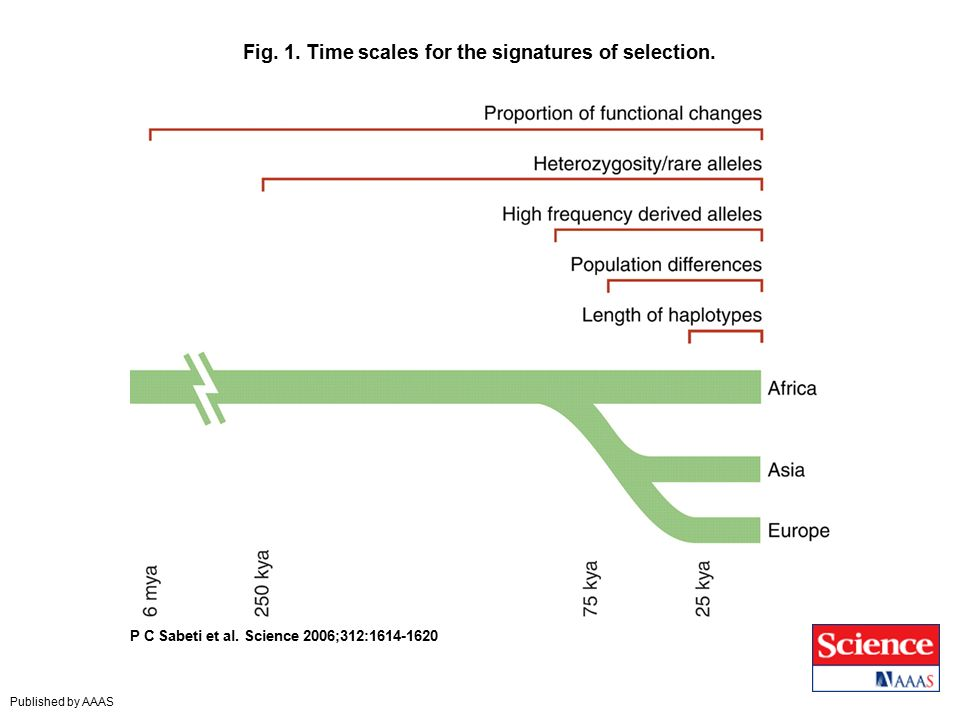 Fig. 1. Time scales for the signatures of selection.
Proportion of functional changes
Heterozygosity/rare alleles
High frequency derived alleles
Population differences
Length of haplotypes
Africa
Asia
Europe
6 mya
250 kya
75 kya
25 kya
P C Sabeti et al. Science 2006;312:1614-1620
Science
AAAS
Published by AAAS